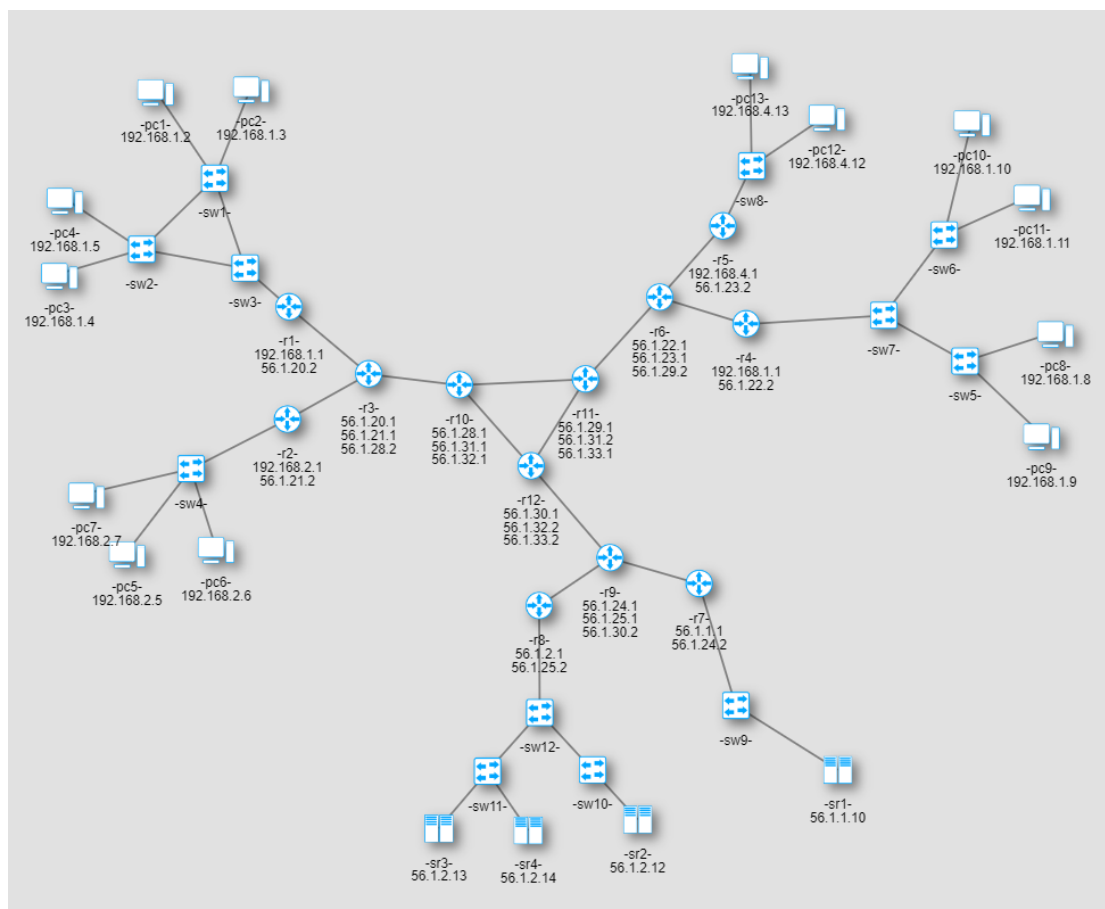 -pc13-
192.168.4.13
-pc1-
192.168.1.2
-pc2-
192.168.1.3
-pc12-
192.168.4.12
-pc10-
192.168.1.10
-sw1-
-sw8-
-pc4-
192.168.1.5
-pc11-
192.168.1.11
-sw2-
-r5-
192.168.4.1
56.1.23.2
-sw6-
-pc3-
192.168.1.4
-sw3-
-r6-
56.1.22.1
56.1.23.1
56.1.29.2
-r1-
192.168.1.1
56.1.20.2
-r4-
192.168.1.1
56.1.22.2
-sw7-
-pc8-
192.168.1.8
-sw5-
-r3-
56.1.20.1
56.1.21.1
56.1.28.2
-r10-
56.1.28.1
56.1.31.1
56.1.32.1
-r11-
56.1.29.1
56.1.31.2
56.1.33.1
-r2-
192.168.2.1
56.1.21.2
-pc9-
192.168.1.9
-r12-
56.1.30.1
56.1.32.2
56.1.33.2
-sw4-
-pc7-
192.168.2.7
-pc5-
192.168.2.5
-pc6-
192.168.2.6
-r9-
56.1.24.1
56.1.25.1
56.1.30.2
-r7-
56.1.1.1
56.1.24.2
-r8-
56.1.2.1
56.1.25.2
-sw9-
-sw12-
-sw11-
-sw10-
-sr1-
56.1.1.10
-sr3-
56.1.2.13
-sr4-
56.1.2.14
-sr2-
56.1.2.12